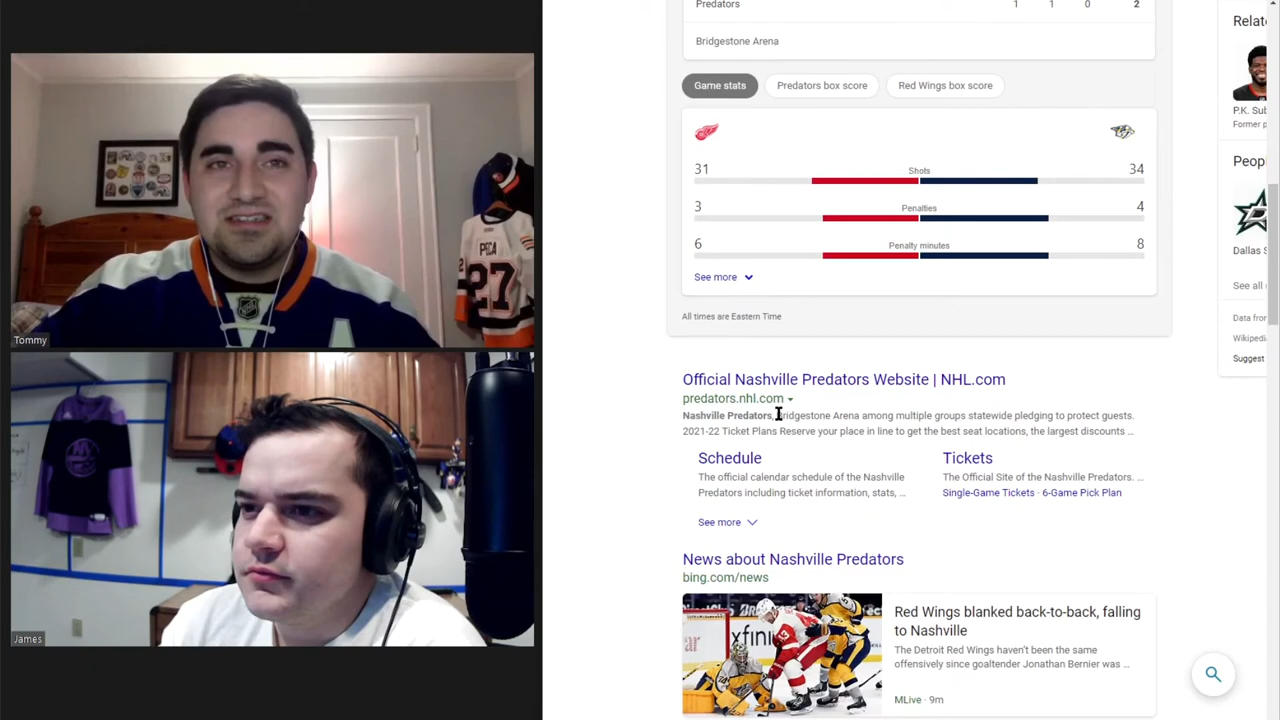 Predators 1 1 0 2
Bridgestone Arena
Game stats
Predators box score
Red Wings box score
31 Shots 34
3 Penalties 4
6 Penalty minutes 8
See more
All times are Eastern Time
Official Nashville Predators Website | NHL.com
predators.nhl.com
Nashville Predators, Bridgestone Arena among multiple groups statewide pledging to protect guests.
2021-22 Ticket Plans Reserve your place in line to get the best seat locations, the largest discounts ...
Schedule
The official calendar schedule of the Nashville
Predators including ticket information, stats, ...
Tickets
The Official Site of the Nashville Predators. ...
Single-Game Tickets · 6-Game Pick Plan
See more
News about Nashville Predators
bing.com/news
Red Wings blanked back-to-back, falling
to Nashville
The Detroit Red Wings haven't been the same
offensively since goaltender Jonathan Bernier was ...
MLive · 9m
xfini
Relate
P.K. Sub
Former p
Peop
Dallas S
See all
Data from
Wikipedi
Suggest
Tommy
NHL
PECA
27
James
NY